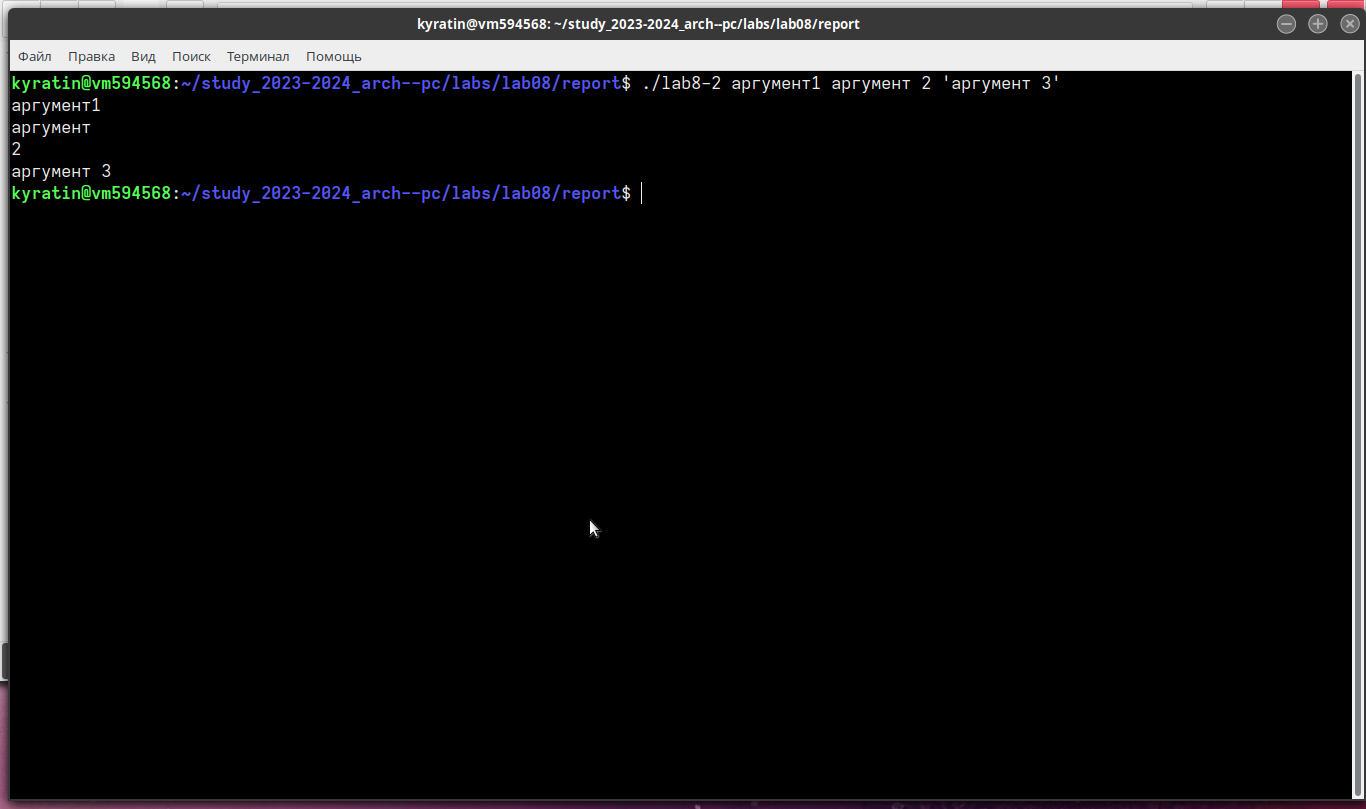 kyratin@vm594568: ~/study_2023-2024_arch--pc/labs/lab08/report
Файл Правка Вид Поиск Терминал Помощь
kyratin@vm594568:~/study_2023-2024_arch--pc/labs/lab08/report$ ./lab8-2 аргумент1 аргумент 2 'аргумент 3'
аргумент1
аргумент
2
аргумент 3
kyratin@vm594568:~/study_2023-2024_arch--pc/labs/lab08/report$